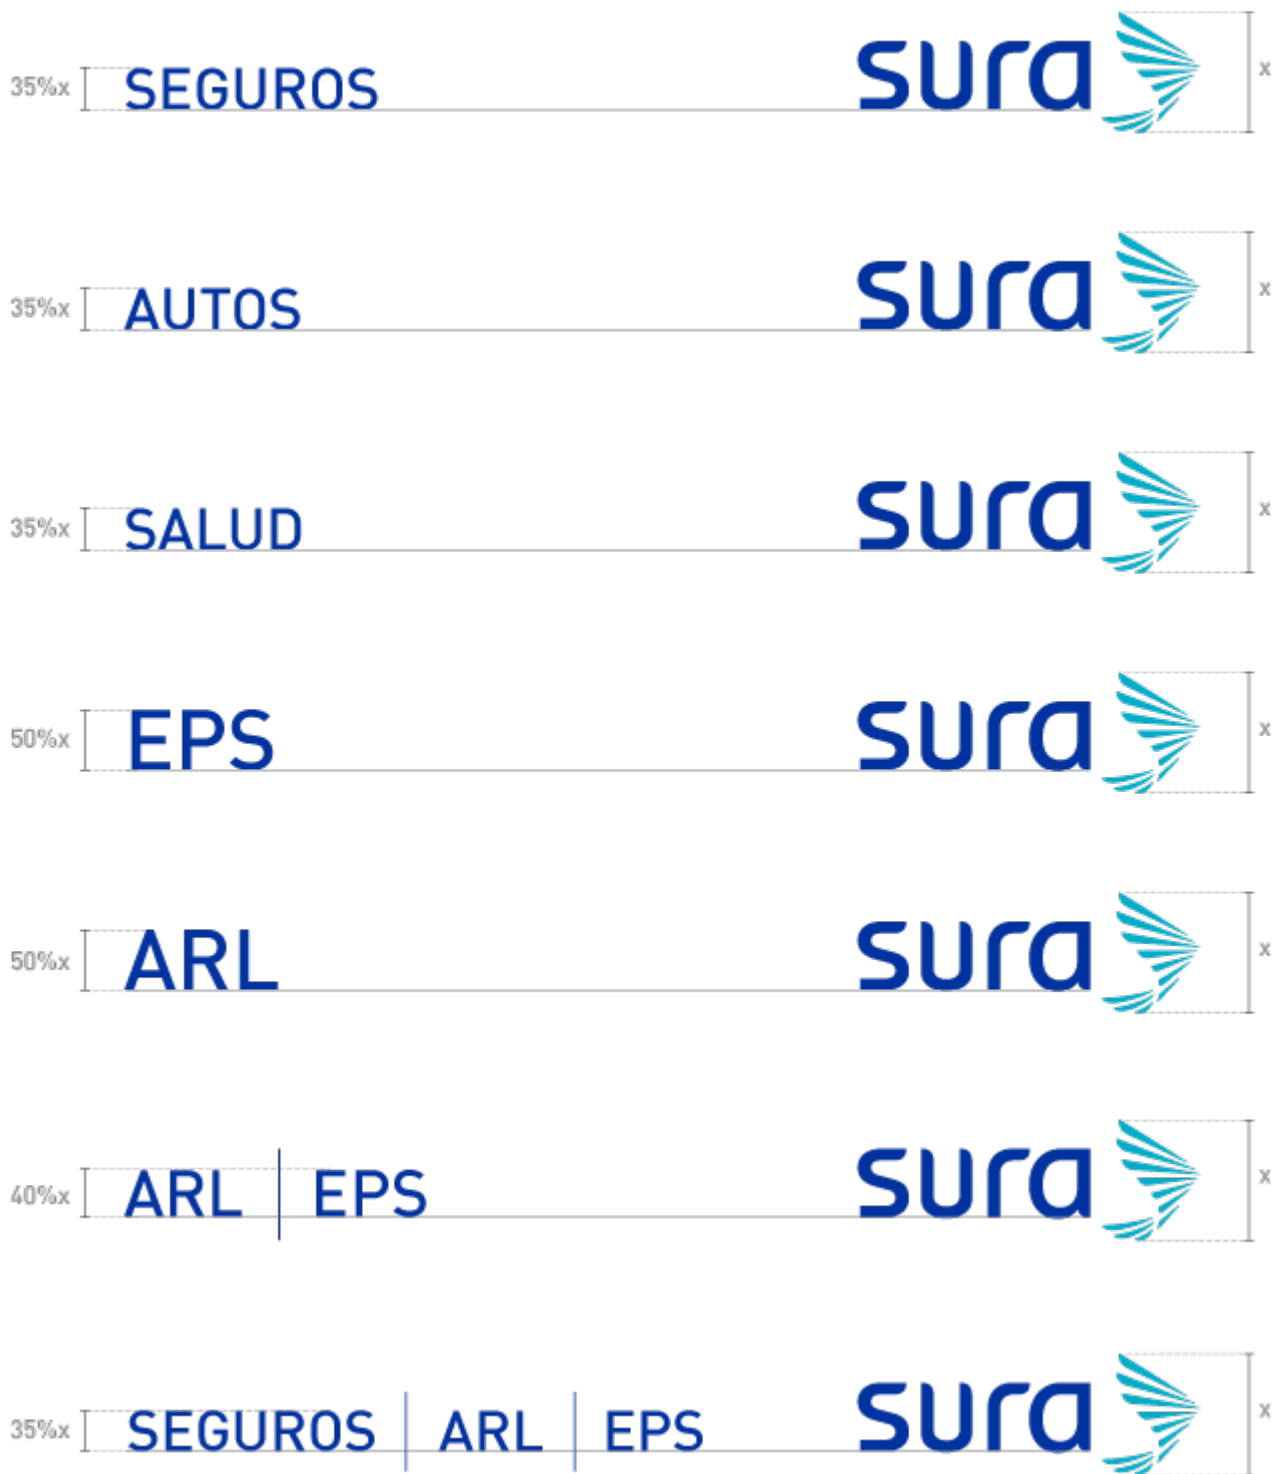 35%x SEGUROS sura x
35%x AUTOS sura x
35%x SALUD sura x
50%x EPS sura x
50%x ARL sura x
40%x ARL | EPS sura x
35%x SEGUROS | ARL | EPS sura x